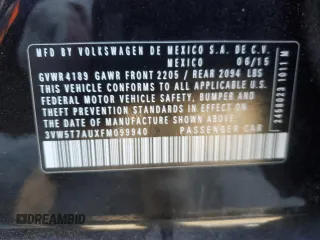 MFD. BY VOLKSWAGEN DE MEXICO S.A. DE C.V.
MEXICO 06/15
GVWR 4189 GAWR FRONT 2205 / REAR 2094 LBS
THIS VEHICLE CONFORMS TO ALL APPLICABLE
FEDERAL MOTOR VEHICLE SAFETY, BUMPER AND
THEFT PREVENTION STANDARDS IN EFFECT ON
THE DATE OF MANUFACTURE SHOWN ABOVE
3VW5T7AUXFM099940 PASSENGER CAR
2456023 1011 M
DREAMBID